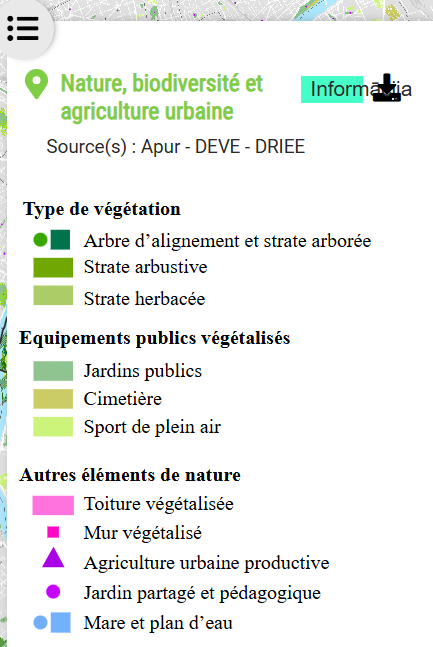 Nature, biodiversité et
agriculture urbaine
Informācija
Source(s) : Apur - DEVE - DRIEE
Type de végétation
Arbre d’alignement et strate arborée
Strate arbustive
Strate herbacée
Equipements publics végétalisés
Jardins publics
Cimetière
Sport de plein air
Autres éléments de nature
Toiture végétalisée
Mur végétalisé
Agriculture urbaine productive
Jardin partagé et pédagogique
Mare et plan d’eau